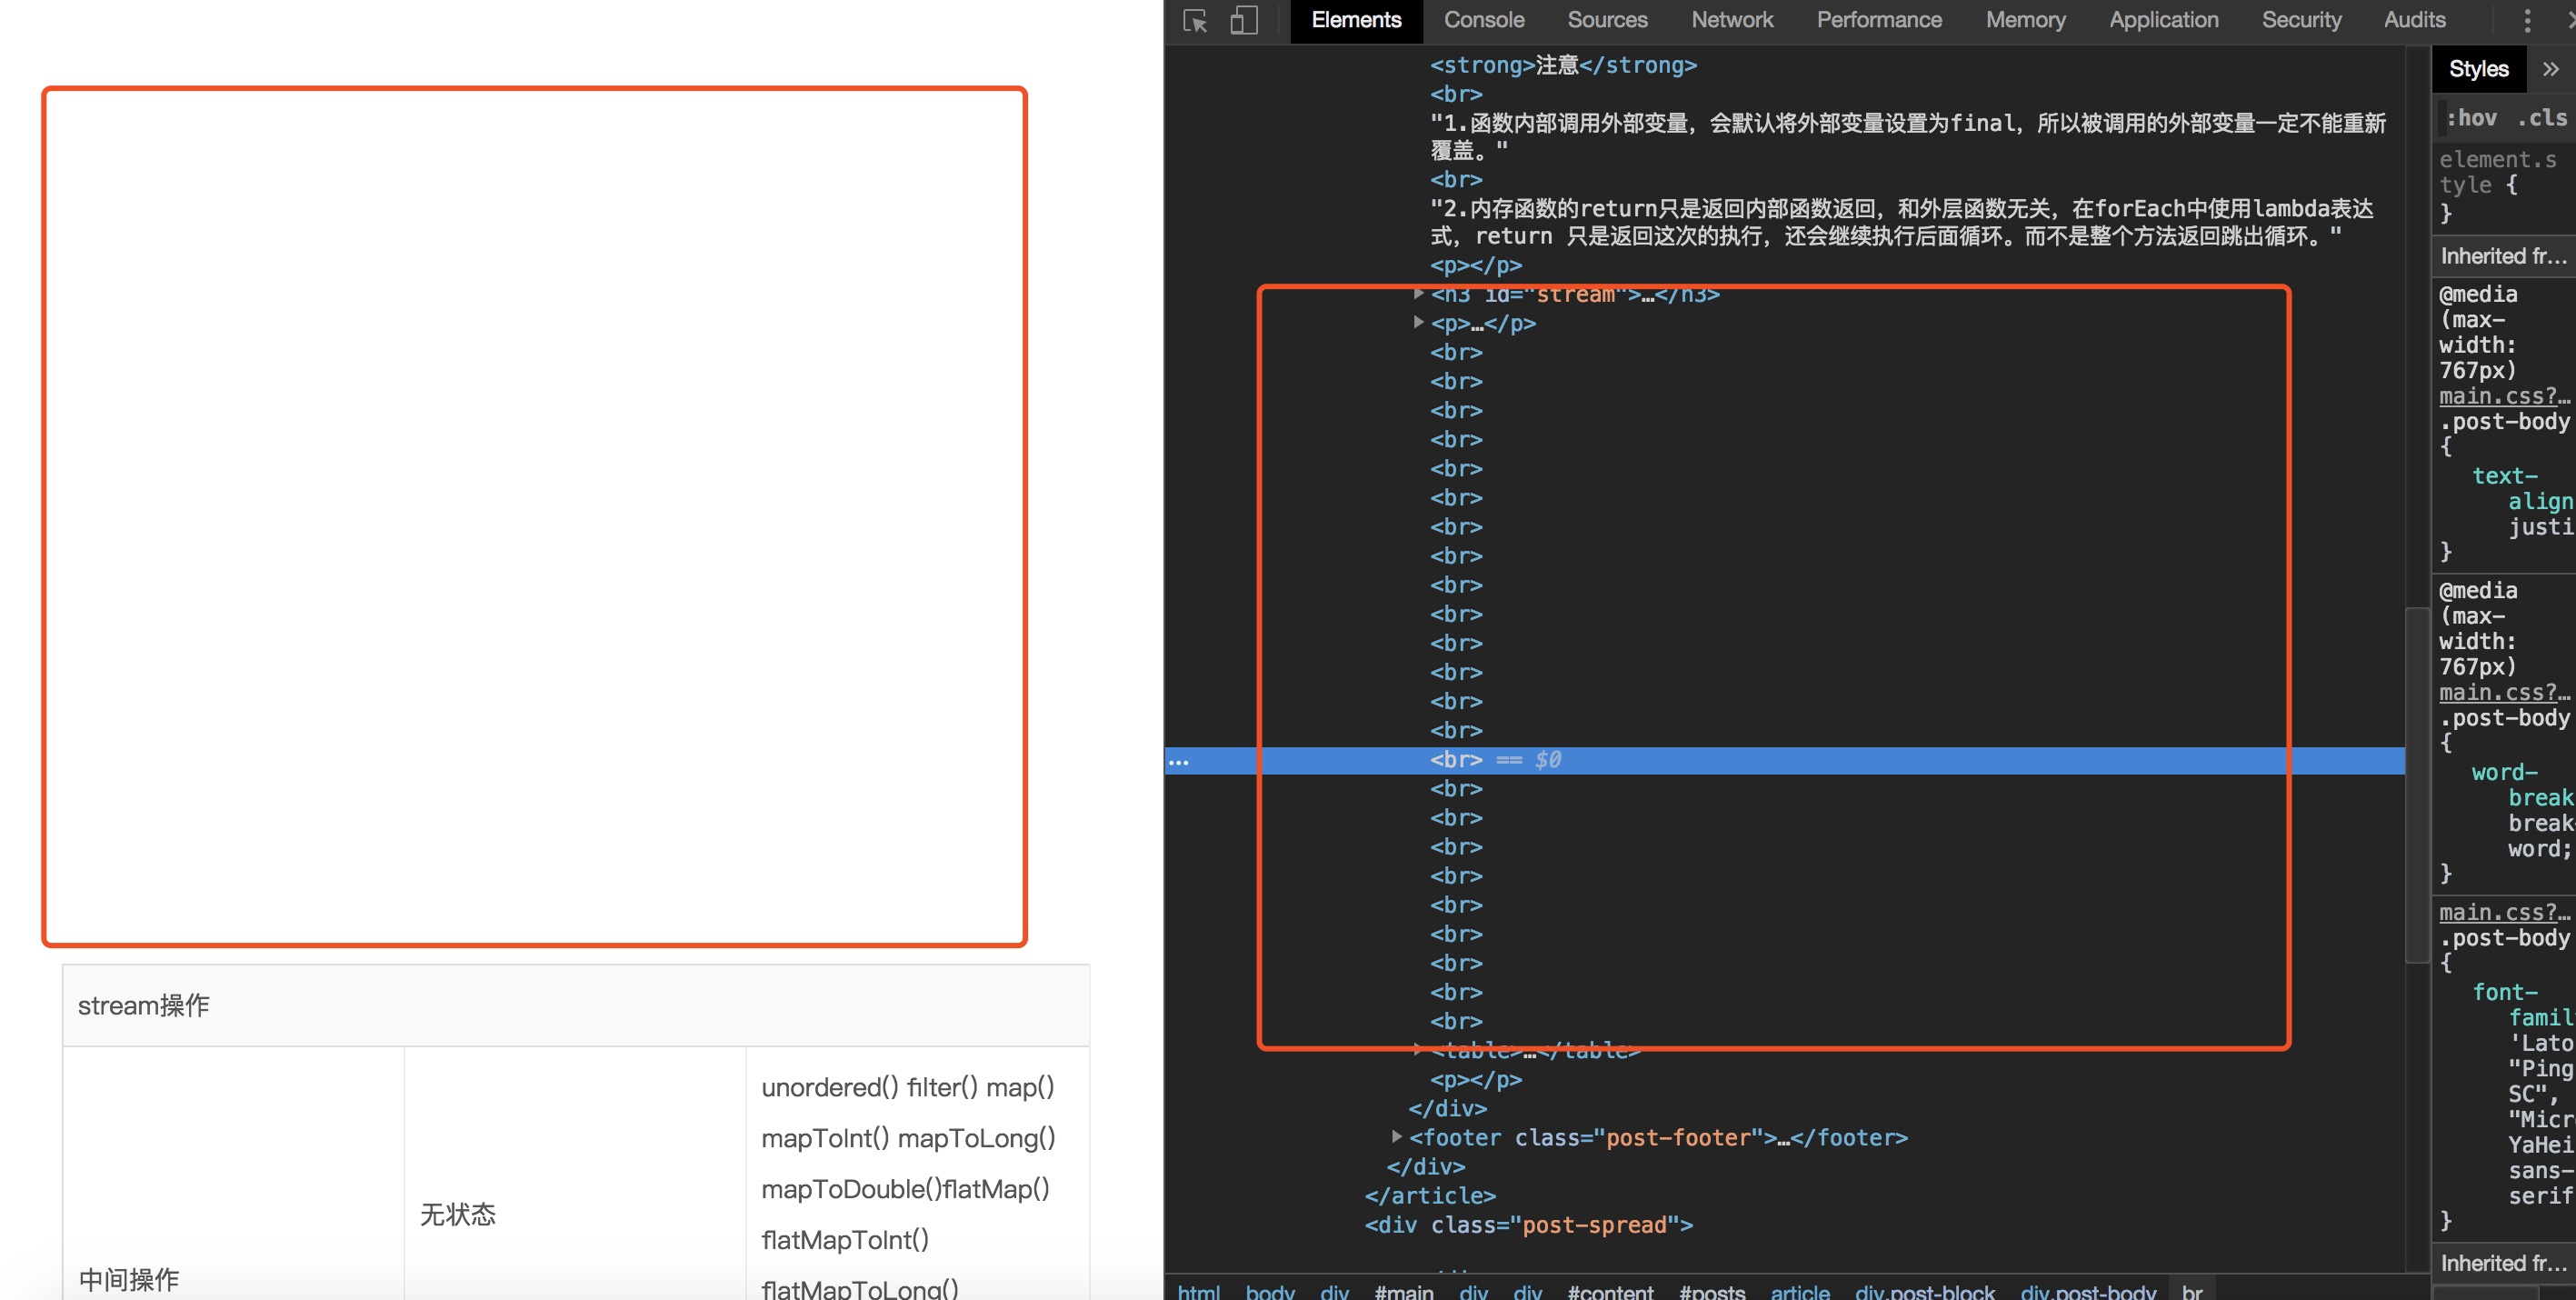 stream操作
中间操作
无状态
unordered() filter() map()
mapToInt() mapToLong()
mapToDouble()flatMap()
flatMapToInt()
flatMapToLong()
Elements Console Sources Network Performance Memory Application Security Audits
<strong>注意</strong>
<br>
"1.函数内部调用外部变量，会默认将外部变量设置为final，所以被调用的外部变量一定不能重新
覆盖。"
<br>
"2.内存函数的return只是返回内部函数返回，和外层函数无关，在forEach中使用lambda表达
式，return 只是返回这次的执行，还会继续执行后面循环。而不是整个方法返回跳出循环。"
<p></p>
<h3 id="stream">…</h3>
<p>…</p>
<br>
<br>
<br>
<br>
<br>
<br>
<br>
<br>
<br>
<br>
<br>
<br>
<br>
<br>
… <br> == $0
<br>
<br>
<br>
<br>
<br>
<br>
<br>
<br>
<br>
<table>…</table>
<p></p>
</div>
<footer class="post-footer">…</footer>
</div>
</article>
<div class="post-spread">
html body div #main div div #content #posts article div.post-block div.post-body br
Styles »
:hov .cls
element.s
tyle {
}
Inherited fr…
@media
(max-
width:
767px)
main.css?…
.post-body
{
text-
align
justi
}
@media
(max-
width:
767px)
main.css?…
.post-body
{
word-
break
break-
word;
}
main.css?…
.post-body
{
font-
famil
'Lato
"Ping
SC",
"Micr
YaHei
sans-
serif
}
Inherited fr…